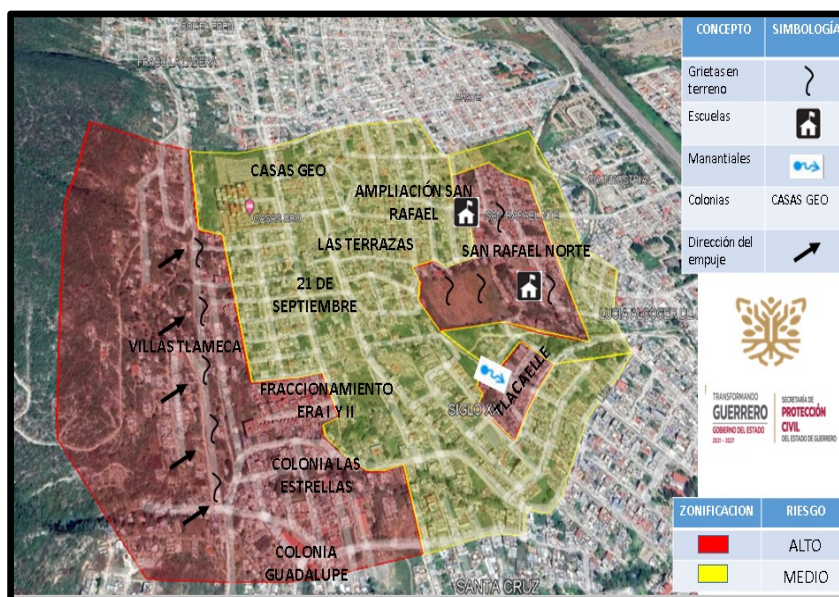 CONCEPTO
SIMBOLOGÍA
Grietas en
terreno
Escuelas
Manantiales
Colonias
CASAS GEO
Dirección del
empuje
CASAS GEO
CASAS GEO
AMPLIACIÓN SAN
RAFAEL
SAN RAFAEL NORTE
LAS TERRAZAS
21 DE
SEPTIEMBRE
VILLAS TLAMECA
FRACCIONAMIENTO
ERA I Y II
SIGLO XXI
TLACAELLE
COLONIA LAS
ESTRELLAS
COLONIA
GUADALUPE
SANTA CRUZ
TRANSFORMANDO
GUERRERO
GOBIERNO DEL ESTADO
2021 - 2027
SECRETARÍA DE
PROTECCIÓN
CIVIL
DEL ESTADO DE GUERRERO
ZONIFICACION
RIESGO
ALTO
MEDIO